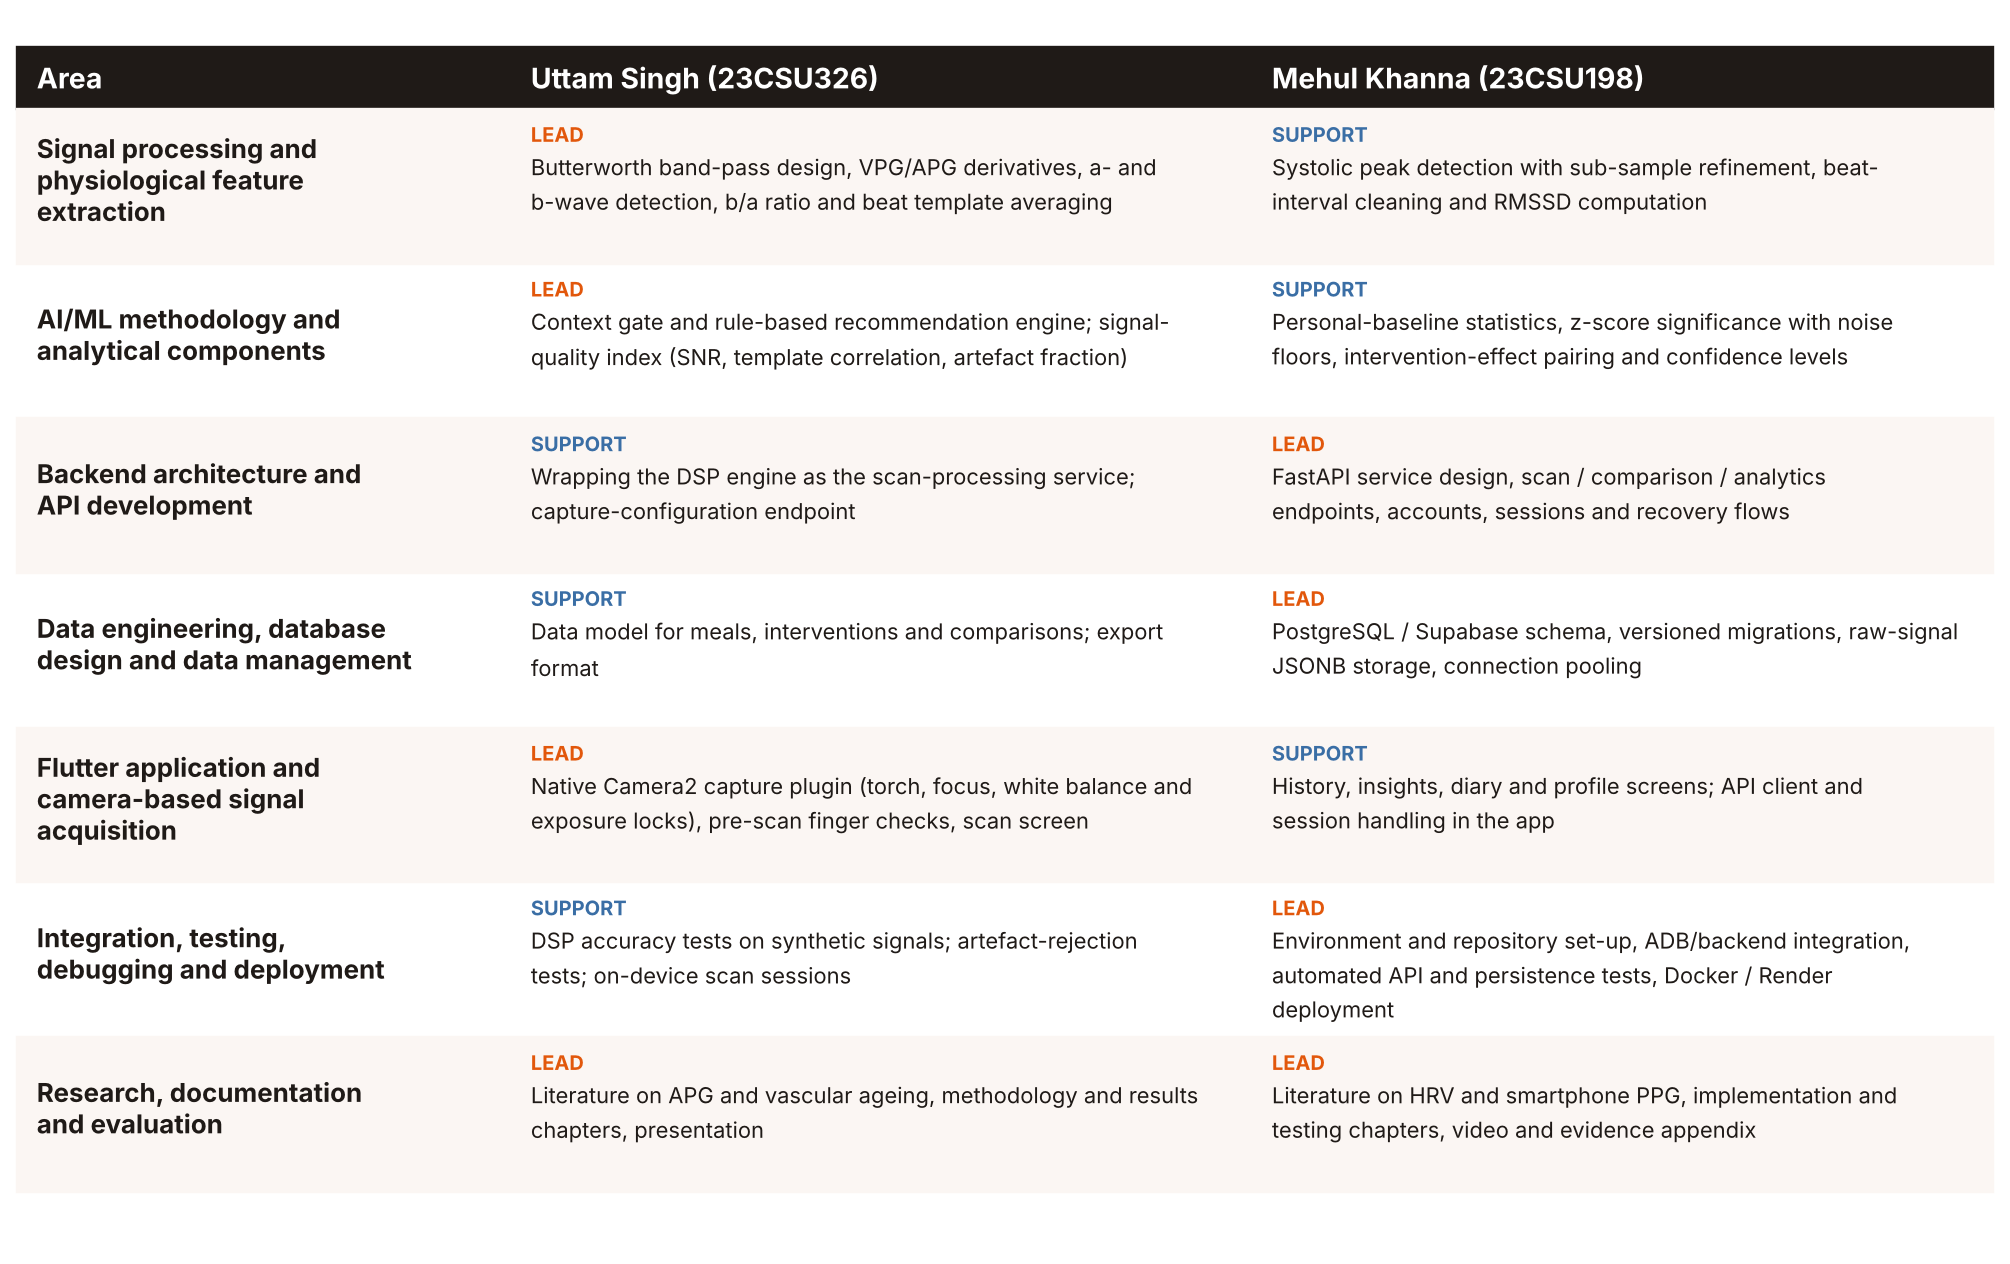 Area
Uttam Singh (23CSU326)
Mehul Khanna (23CSU198)
Signal processing and
physiological feature
extraction
LEAD
Butterworth band-pass design, VPG/APG derivatives, a- and
b-wave detection, b/a ratio and beat template averaging
SUPPORT
Systolic peak detection with sub-sample refinement, beat-
interval cleaning and RMSSD computation
AI/ML methodology and
analytical components
LEAD
Context gate and rule-based recommendation engine; signal-
quality index (SNR, template correlation, artefact fraction)
SUPPORT
Personal-baseline statistics, z-score significance with noise
floors, intervention-effect pairing and confidence levels
Backend architecture and
API development
SUPPORT
Wrapping the DSP engine as the scan-processing service;
capture-configuration endpoint
LEAD
FastAPI service design, scan / comparison / analytics
endpoints, accounts, sessions and recovery flows
Data engineering, database
design and data management
SUPPORT
Data model for meals, interventions and comparisons; export
format
LEAD
PostgreSQL / Supabase schema, versioned migrations, raw-signal
JSONB storage, connection pooling
Flutter application and
camera-based signal
acquisition
LEAD
Native Camera2 capture plugin (torch, focus, white balance and
exposure locks), pre-scan finger checks, scan screen
SUPPORT
History, insights, diary and profile screens; API client and
session handling in the app
Integration, testing,
debugging and deployment
SUPPORT
DSP accuracy tests on synthetic signals; artefact-rejection
tests; on-device scan sessions
LEAD
Environment and repository set-up, ADB/backend integration,
automated API and persistence tests, Docker / Render
deployment
Research, documentation
and evaluation
LEAD
Literature on APG and vascular ageing, methodology and results
chapters, presentation
LEAD
Literature on HRV and smartphone PPG, implementation and
testing chapters, video and evidence appendix